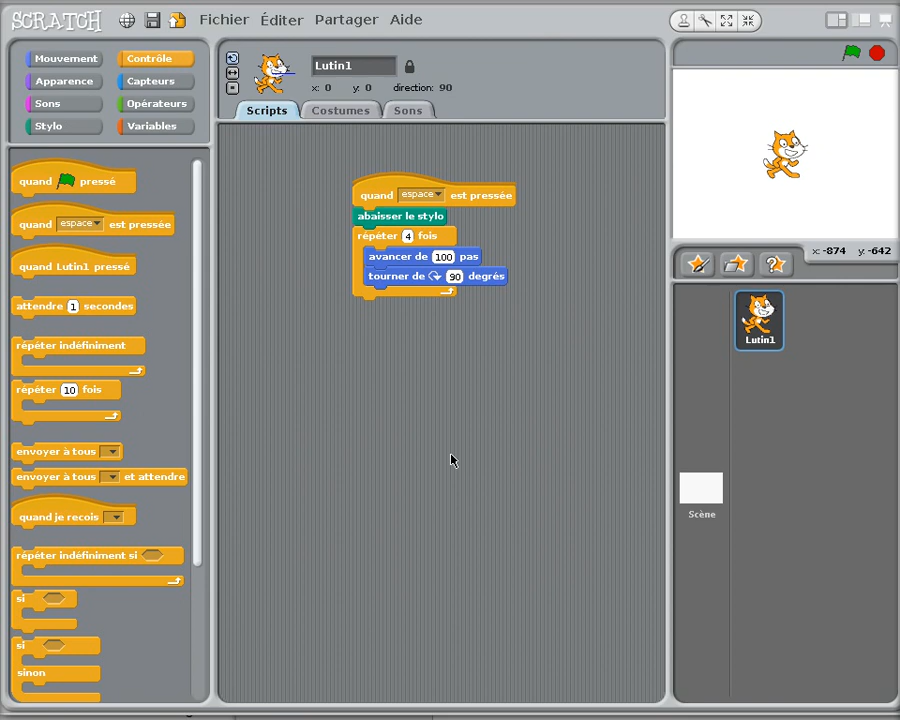 SCRATCH Fichier Éditer Partager Aide
Mouvement Contrôle
Apparence Capteurs
Sons Opérateurs
Stylo Variables
quand pressé
quand espace est pressée
quand Lutin1 pressé
attendre 1 secondes
répéter indéfiniment
répéter 10 fois
envoyer à tous
envoyer à tous et attendre
quand je reçois
répéter indéfiniment si
si
si
sinon
Lutin1
x: 0 y: 0 direction: 90
Scripts Costumes Sons
quand espace est pressée
abaisser le stylo
répéter 4 fois
avancer de 100 pas
tourner de 90 degrés
x: -874 y: -642
Lutin1
Scène